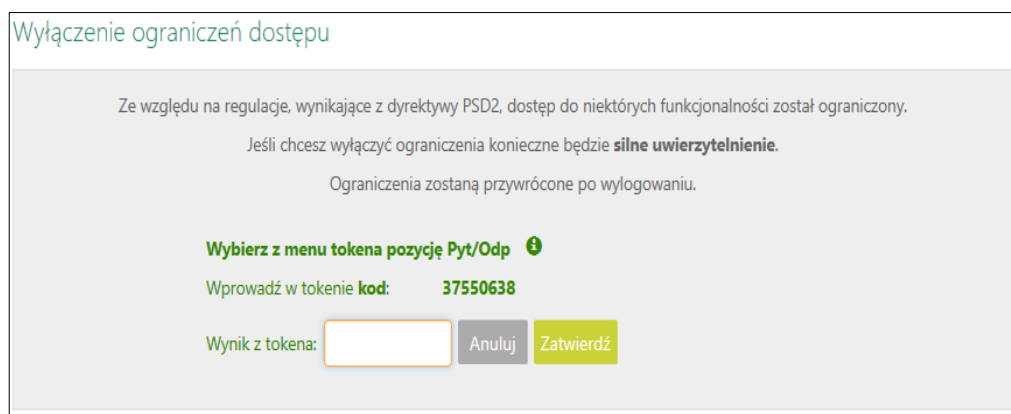 Wyłączenie ograniczeń dostępu
Ze względu na regulacje, wynikające z dyrektywy PSD2, dostęp do niektórych funkcjonalności został ograniczony.
Jeśli chcesz wyłączyć ograniczenia konieczne będzie silne uwierzytelnienie.
Ograniczenia zostaną przywrócone po wylogowaniu.
Wybierz z menu tokena pozycję Pyt/Odp
Wprowadź w tokenie kod: 37550638
Wynik z tokena: Anuluj Zatwierdź